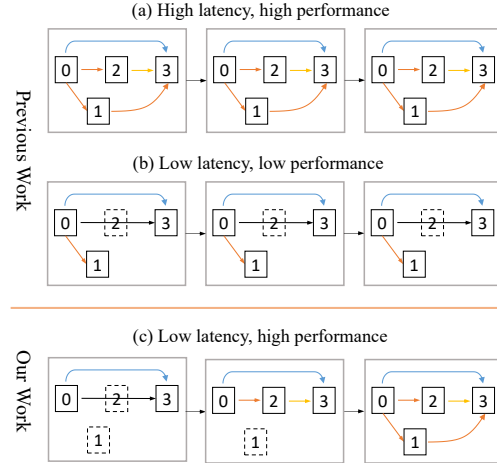 (a) High latency, high performance
0 2 3 0 2 3 0 2 3
1 1 1
Previous Work
(b) Low latency, low performance
0 2 3 0 2 3 0 2 3
1 1 1
(c) Low latency, high performance
Our Work
0 2 3 0 2 3 0 2 3
1 1 1